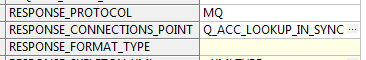 RESPONSE_PROTOCOL MQ
RESPONSE_CONNECTIONS_POINT Q_ACC_LOOKUP_IN_SYNC ...
RESPONSE_FORMAT_TYPE